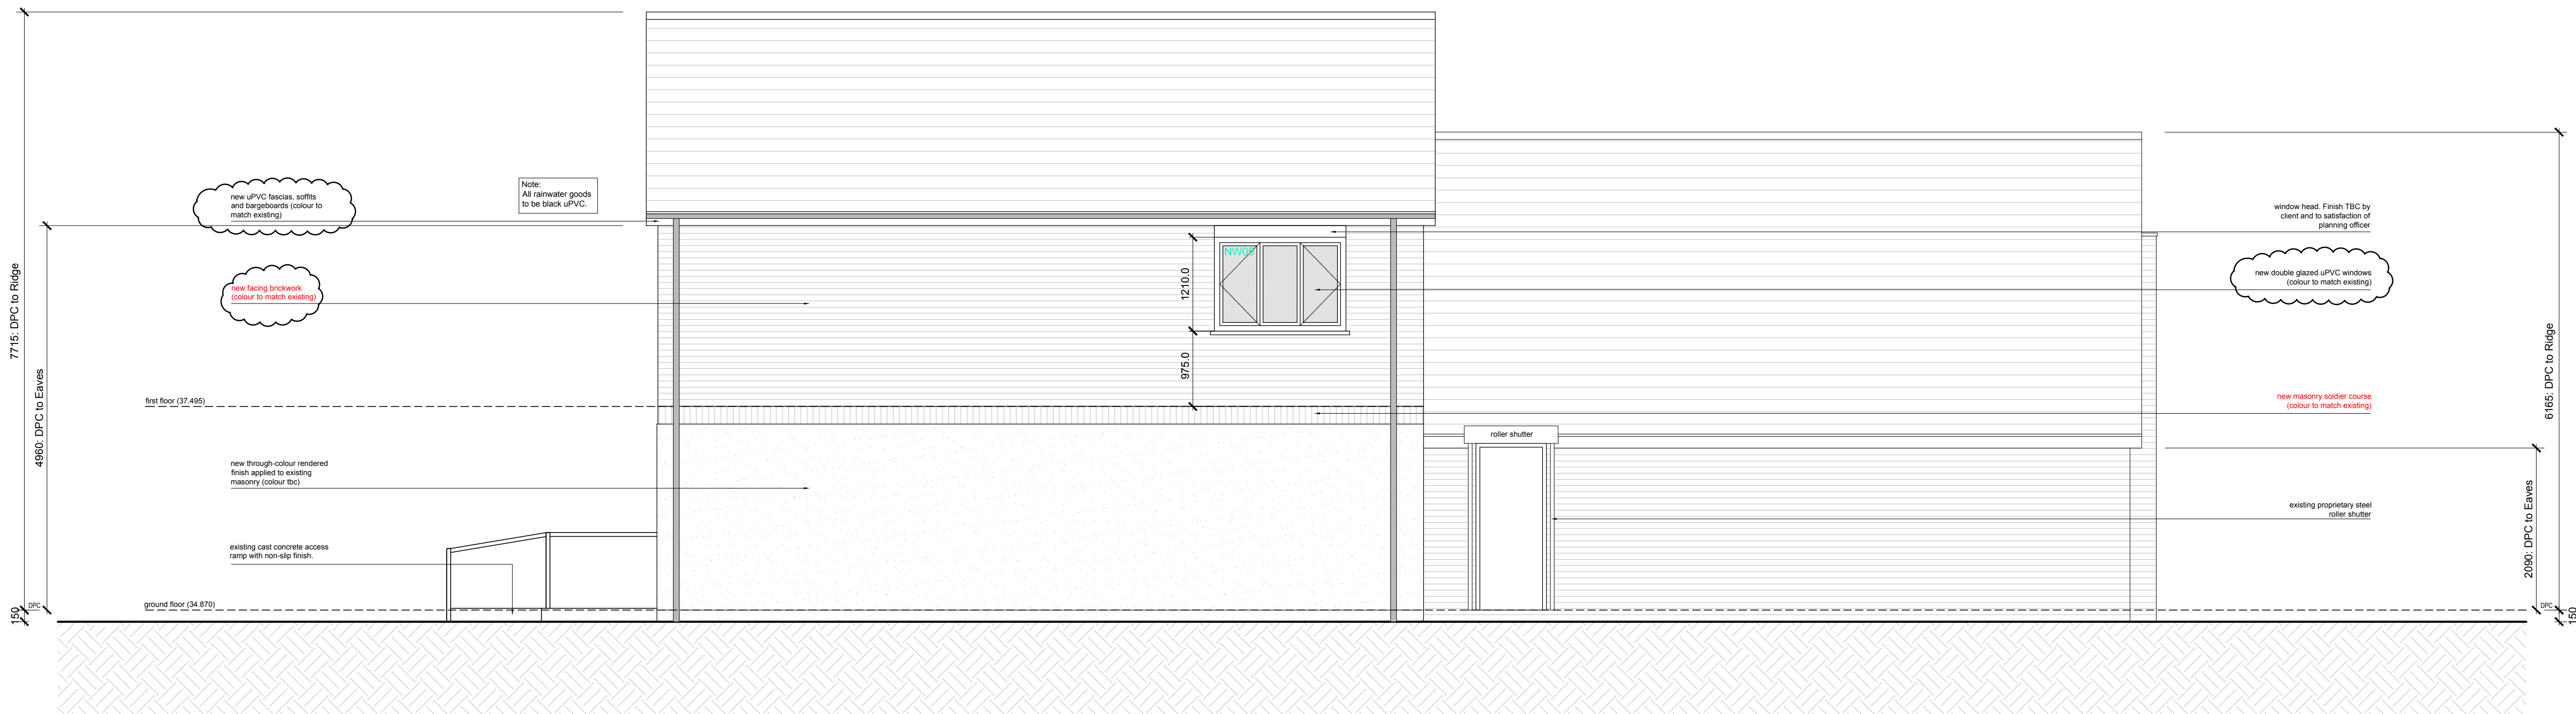 new uPVC fascias, soffits
and bargeboards (colour to
match existing)
Note:
All rainwater goods
to be black uPVC.
window head. Finish TBC by
client and to satisfaction of
planning officer
new facing brickwork
(colour to match existing)
NW05
new double glazed uPVC windows
(colour to match existing)
7715: DPC to Ridge
4960: DPC to Eaves
1210.0
975.0
6165: DPC to Ridge
2090: DPC to Eaves
first floor (37.495)
new masonry soldier course
(colour to match existing)
roller shutter
new through-colour rendered
finish applied to existing
masonry (colour tbc)
existing proprietary steel
roller shutter
existing cast concrete access
ramp with non-slip finish.
ground floor (34.870)
DPC
150
DPC
150